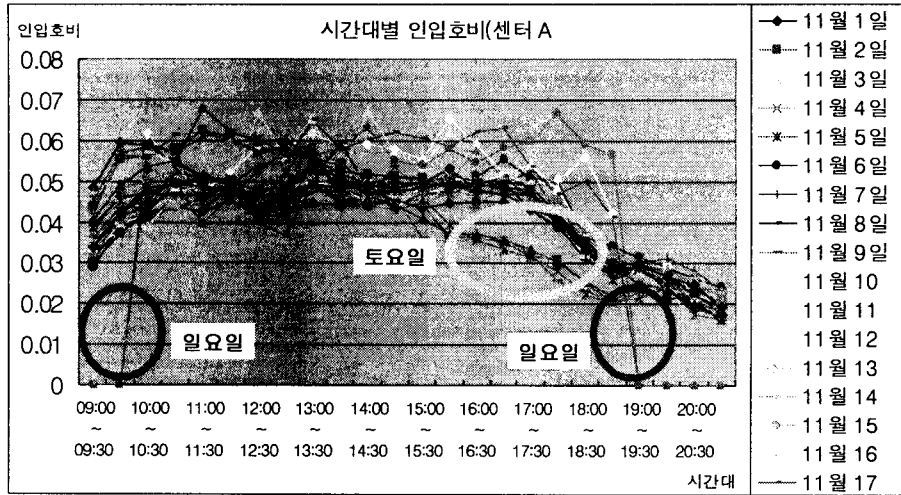 인입호비
시간대별 인입호비(센터 A
0.08
0.07
0.06
0.05
0.04
0.03
0.02
0.01
0
토요일
일요일
일요일
09:00 10:00 11:00 12:00 13:00 14:00 15:00 16:00 17:00 18:00 19:00 20:00
~ ~ ~ ~ ~ ~ ~ ~ ~ ~ ~ ~
09:30 10:30 11:30 12:30 13:30 14:30 15:30 16:30 17:30 18:30 19:30 20:30
시간대
11월 1일
11월 2일
11월 3일
11월 4일
11월 5일
11월 6일
11월 7일
11월 8일
11월 9일
11월 10
11월 11
11월 12
11월 13
11월 14
11월 15
11월 16
11월 17